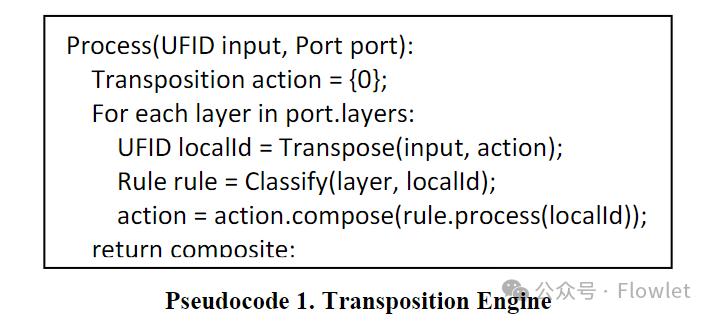 Process(UFID input, Port port):
Transposition action = {0};
For each layer in port.layers:
UFID localId = Transpose(input, action);
Rule rule = Classify(layer, localId);
action = action.compose(rule.process(localId));
return composite;
公众号 · Flowlet
Pseudocode 1. Transposition Engine